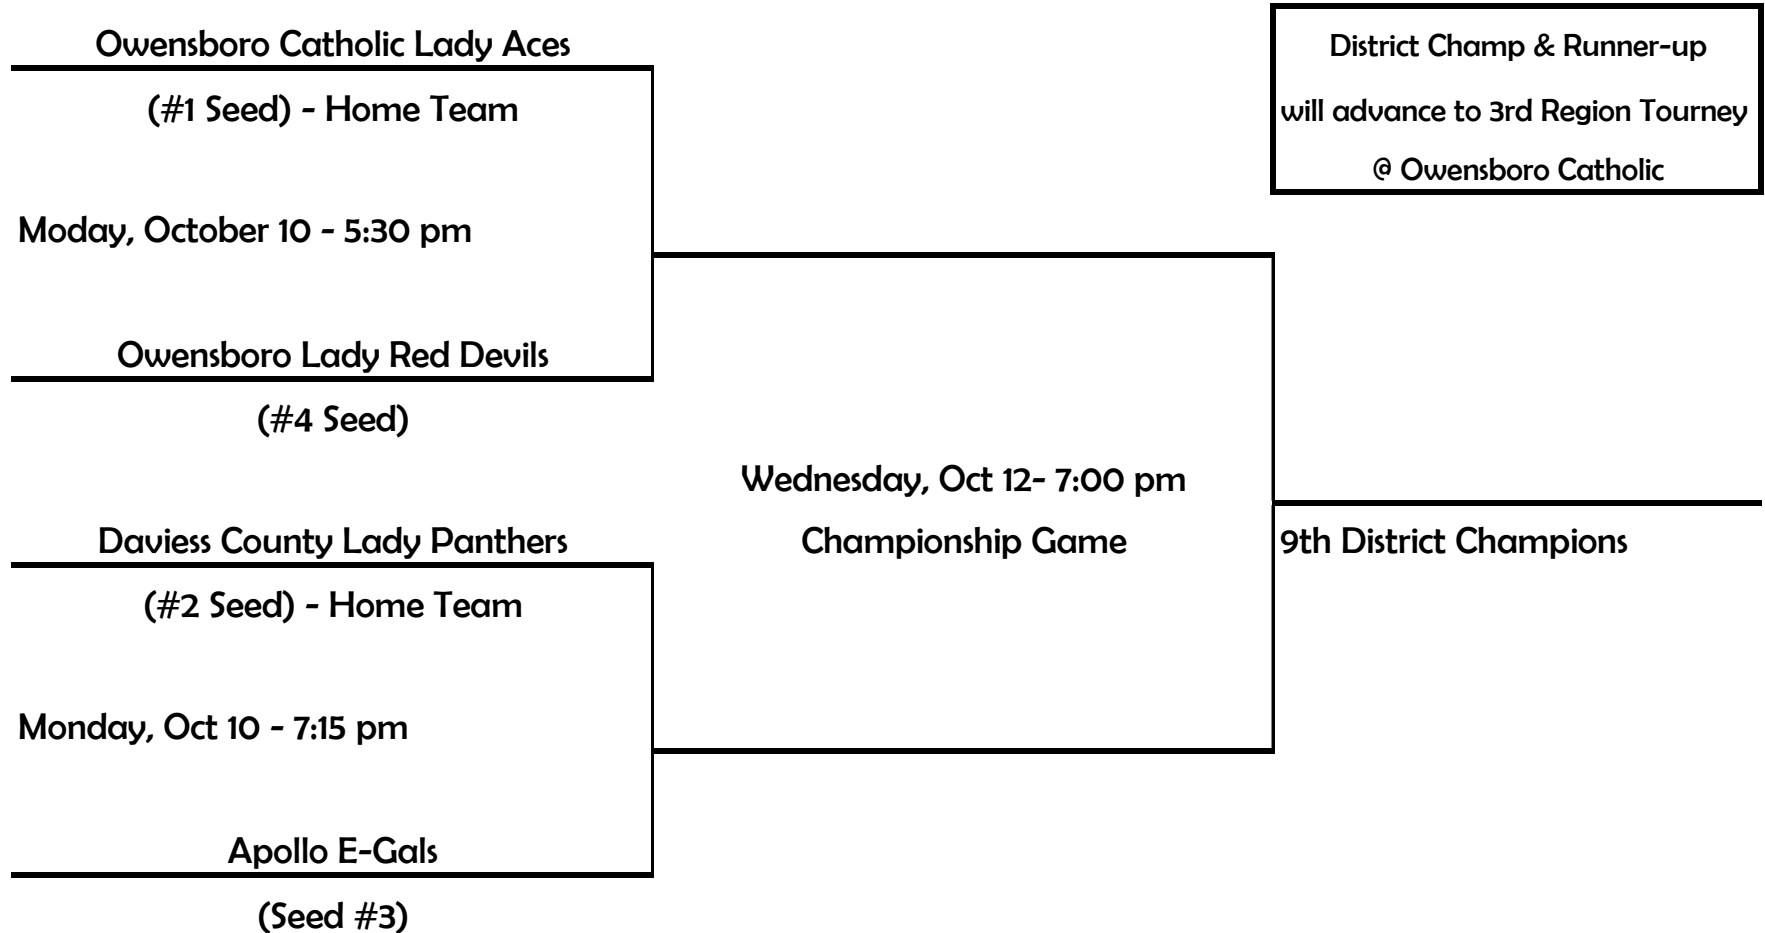 Owensboro Catholic Lady Aces
(#1 Seed) - Home Team
Moday, October 10 - 5:30 pm
Owensboro Lady Red Devils
(#4 Seed)
Daviess County Lady Panthers
(#2 Seed) - Home Team
Monday, Oct 10 - 7:15 pm
Apollo E-Gals
(Seed #3)
Wednesday, Oct 12- 7:00 pm
Championship Game
District Champ & Runner-up
will advance to 3rd Region Tourney
@ Owensboro Catholic
9th District Champions